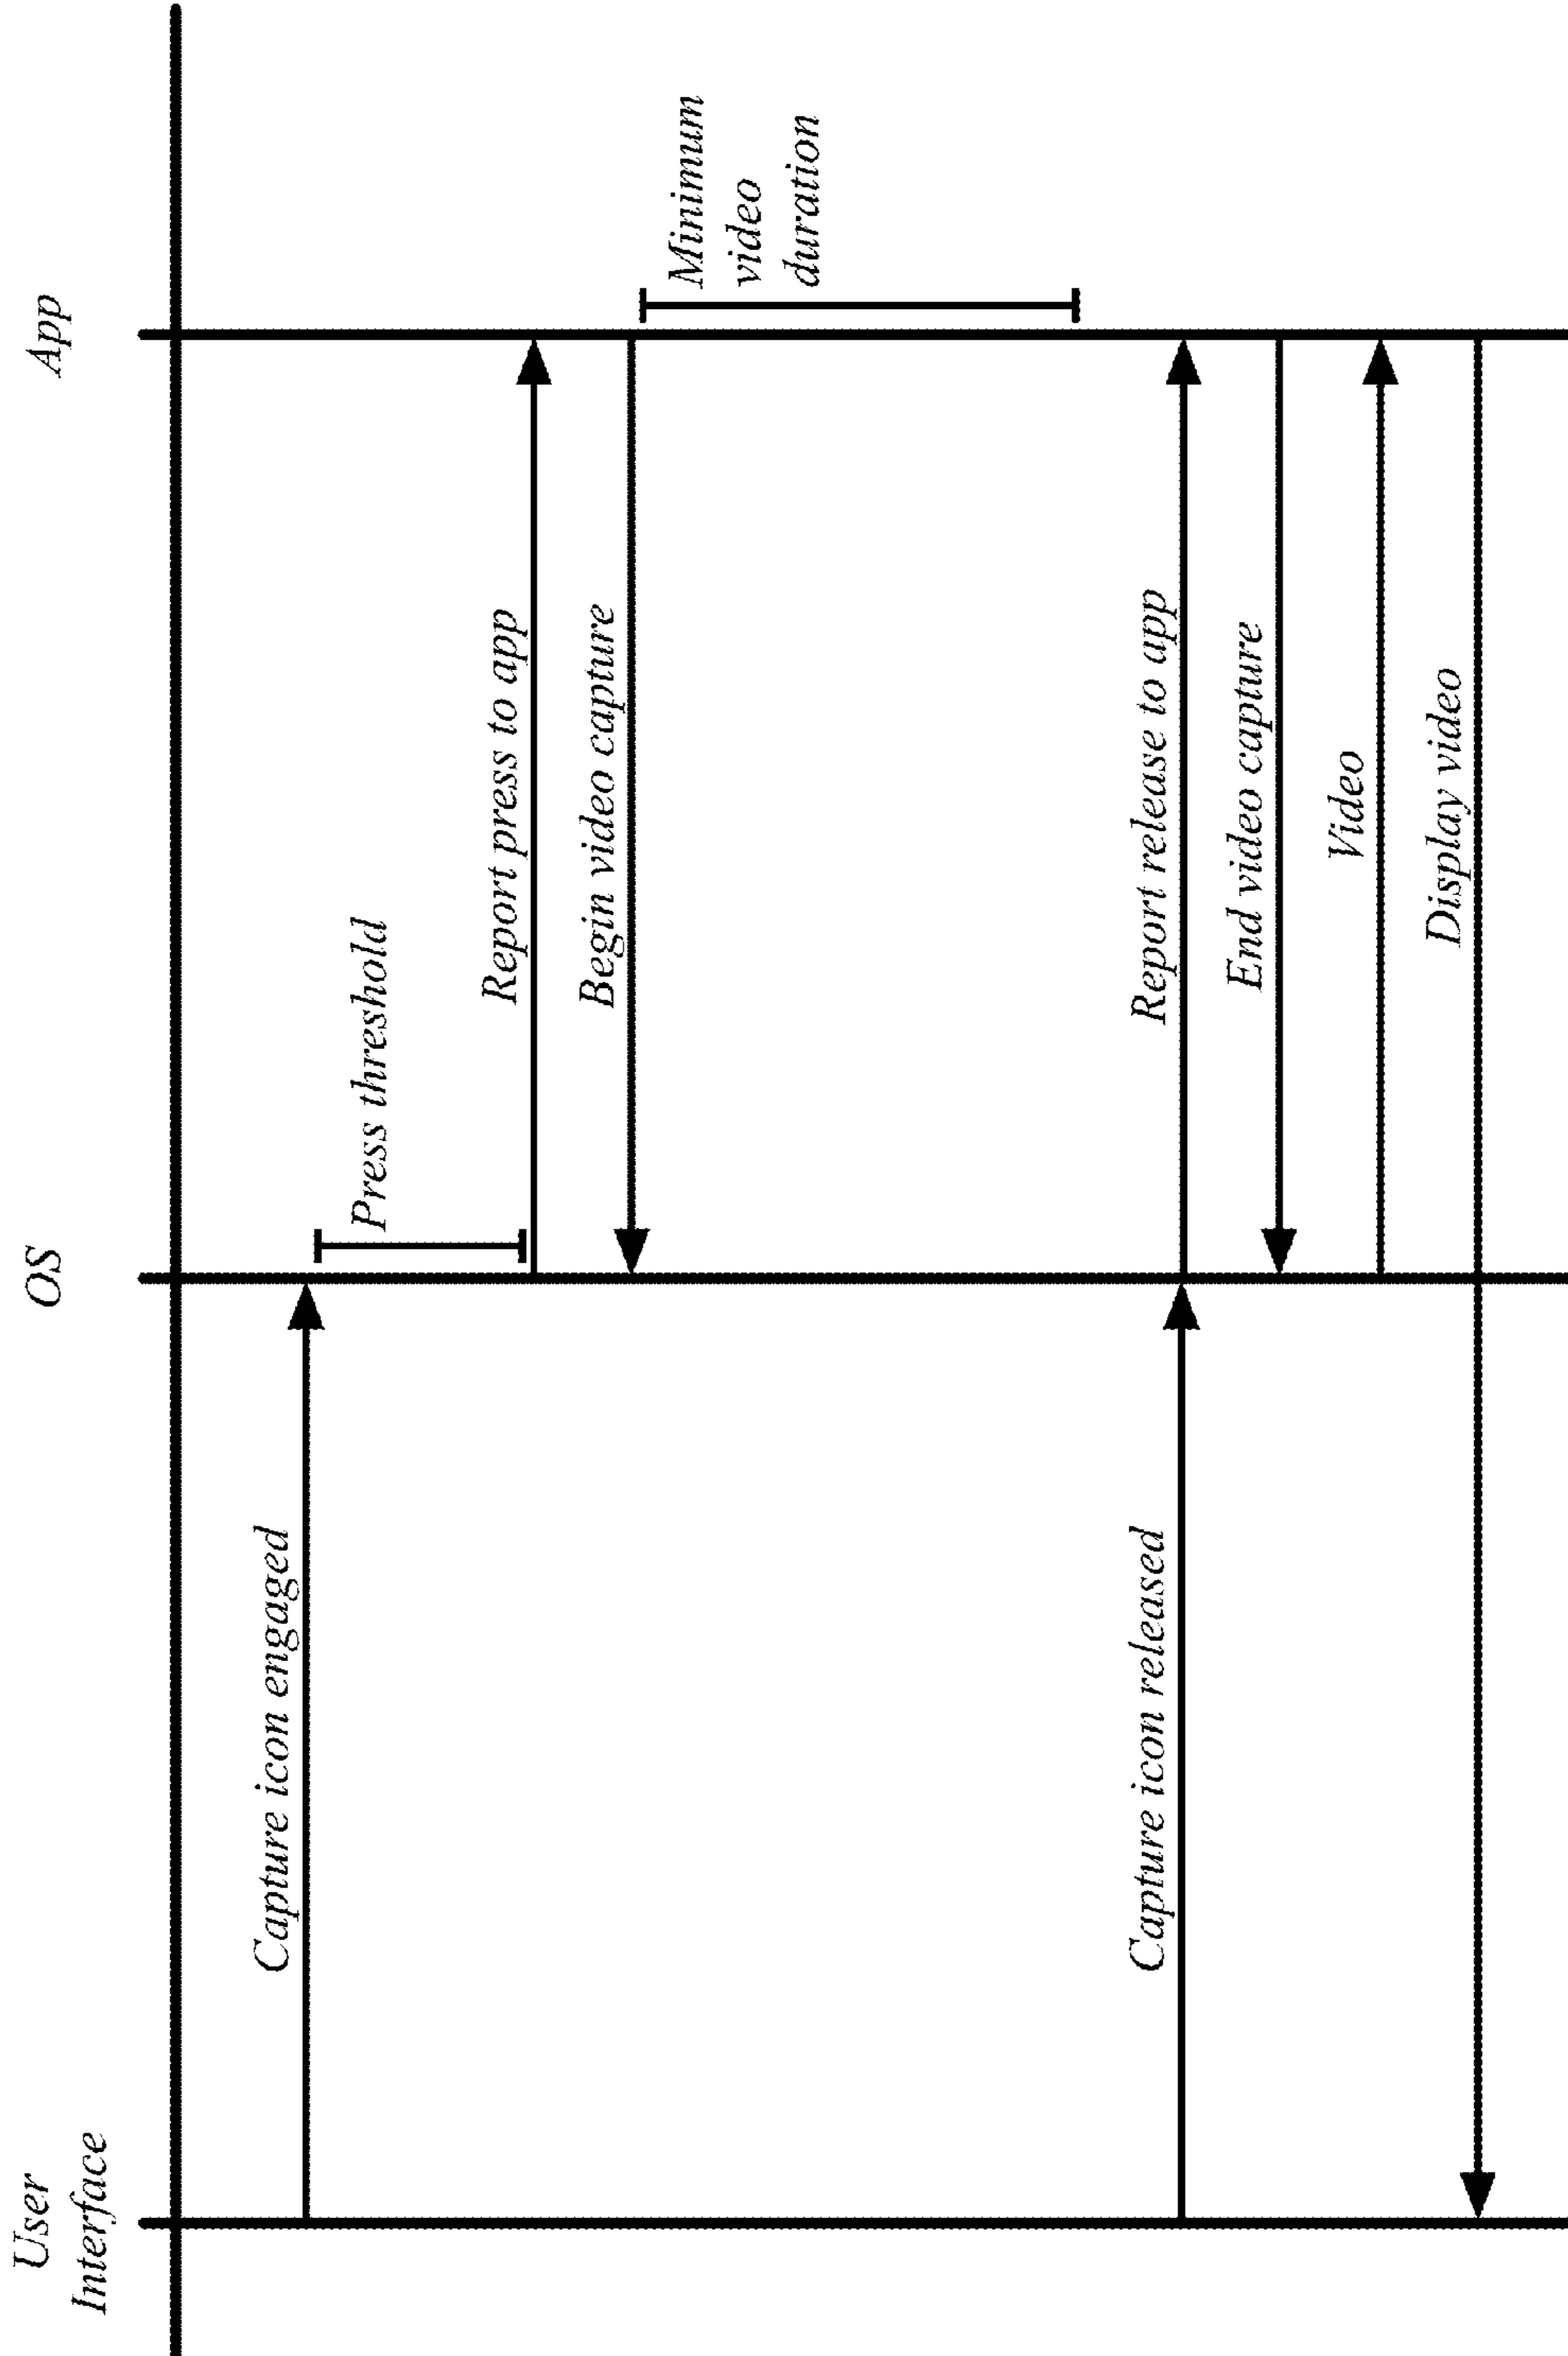 User
Interface
OS
App
Capture icon engaged
Press threshold
Report press to app
Begin video capture
Minimum
video
duration
Capture icon released
Report release to app
End video capture
Video
Display video